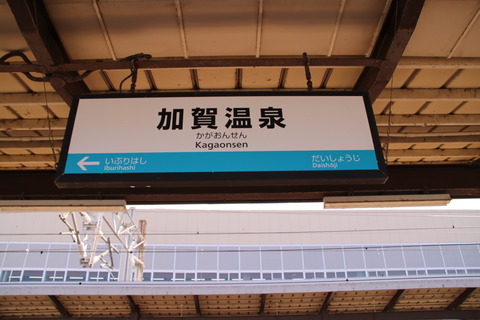 加賀温泉
かがおんせん
Kagaonsen
← いぶりはし だいしょうじ
Iburihashi Daishōji